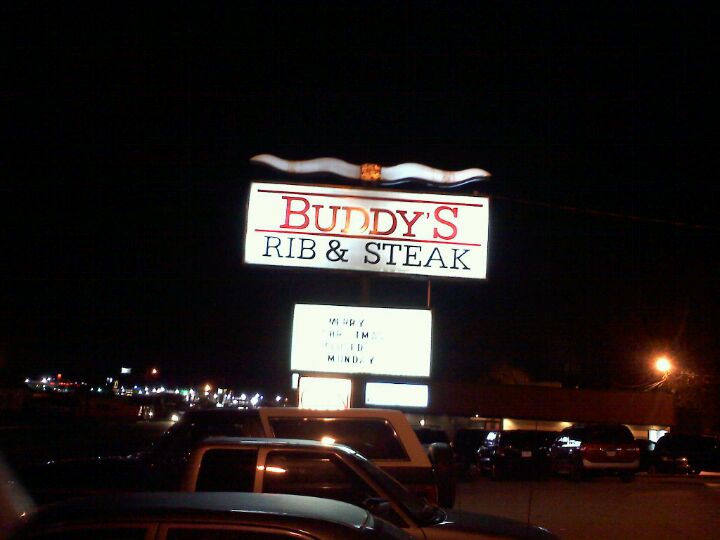 BUDDY'S
RIB & STEAK
MERRY
CLOSED
MONDAY